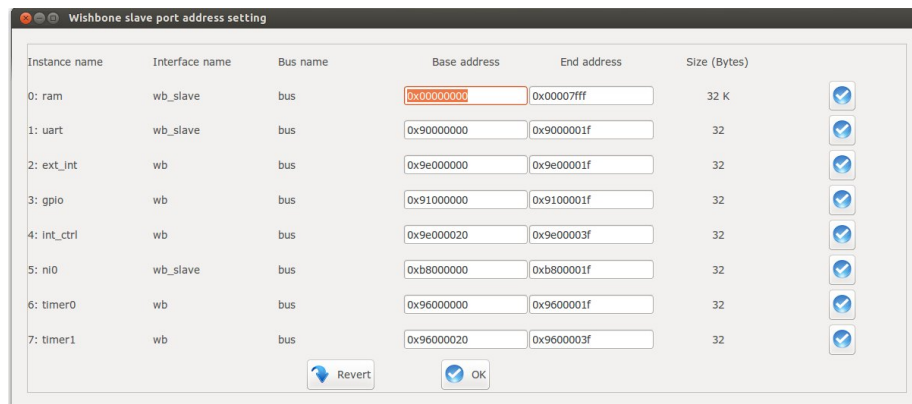 Wishbone slave port address setting
Instance name Interface name Bus name Base address End address Size (Bytes)
0: ram wb_slave bus 0x00000000 0x00007fff 32 K
1: uart wb_slave bus 0x90000000 0x9000001f 32
2: ext_int wb bus 0x9e000000 0x9e00001f 32
3: gpio wb bus 0x91000000 0x9100001f 32
4: int_ctrl wb bus 0x9e000020 0x9e00003f 32
5: ni0 wb_slave bus 0xb8000000 0xb800001f 32
6: timer0 wb bus 0x96000000 0x9600001f 32
7: timer1 wb bus 0x96000020 0x9600003f 32
Revert OK